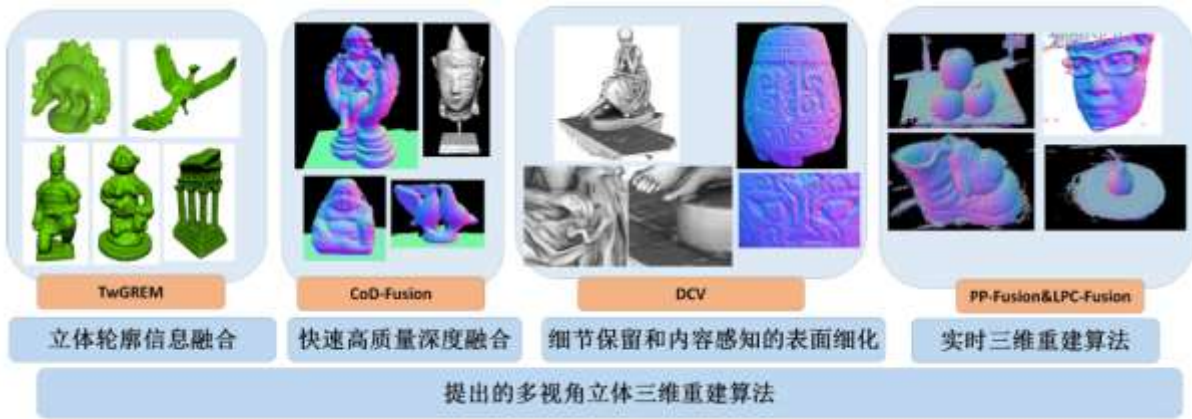 TwGREM
CoD-Fusion
DCV
PP-Fusion&LPC-Fusion
立体轮廓信息融合
快速高质量深度融合
细节保留和内容感知的表面细化
实时三维重建算法
提出的多视角立体三维重建算法